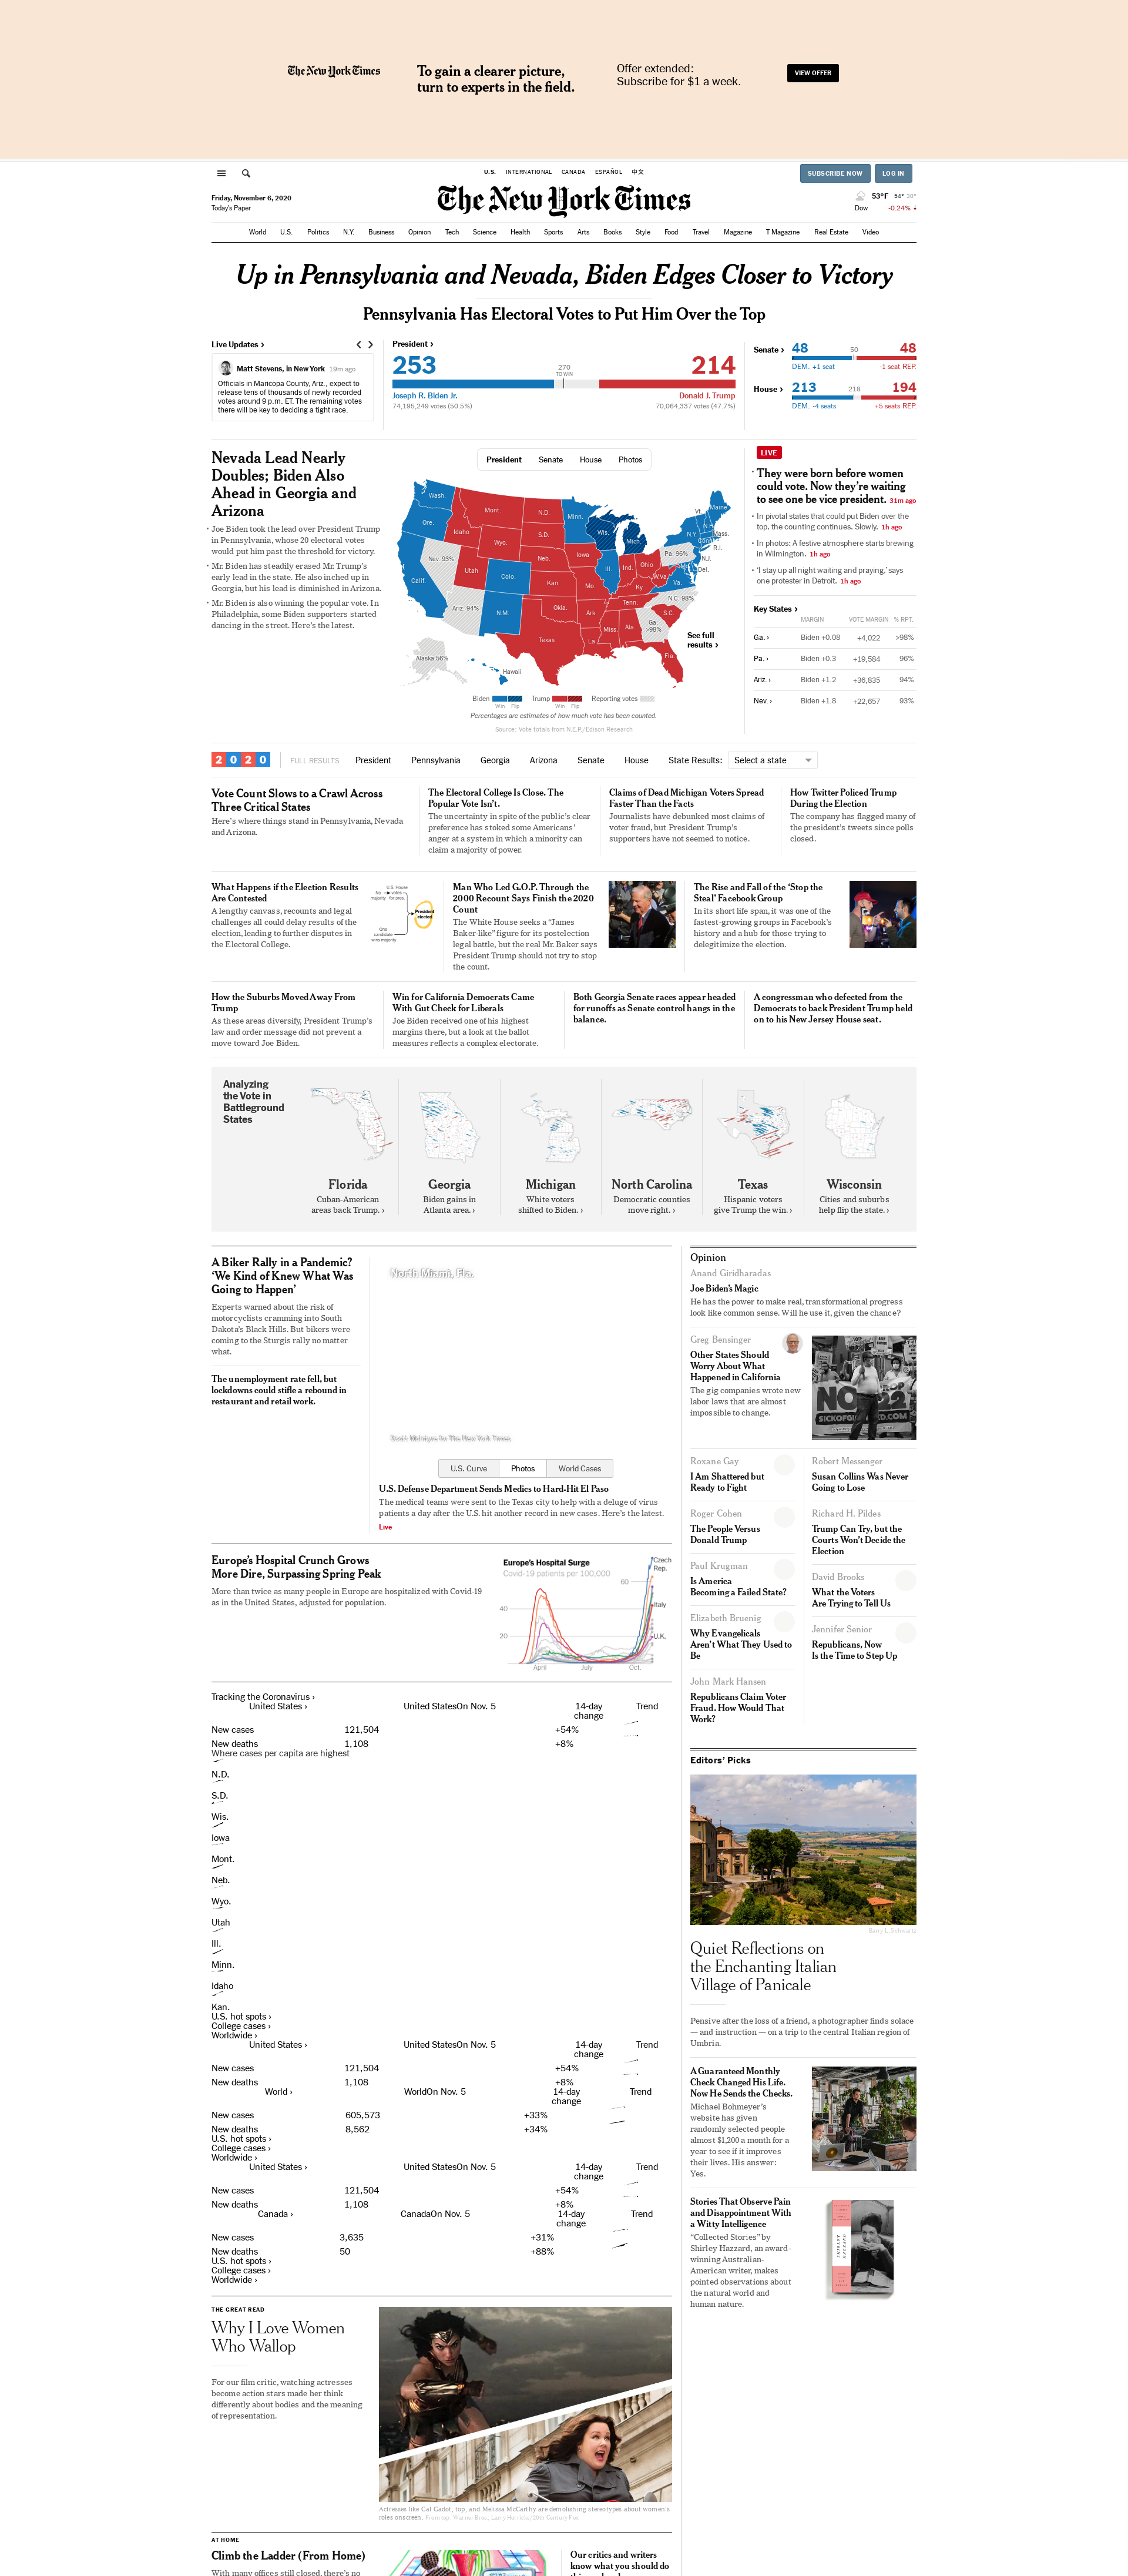 The New York Times
To gain a clearer picture,
turn to experts in the field.
Offer extended:
Subscribe for $1 a week.
VIEW OFFER
U.S. INTERNATIONAL CANADA ESPAÑOL 中文
SUBSCRIBE NOW
LOG IN
Friday, November 6, 2020
Today's Paper
The New York Times
53°F 54° 30°
Dow -0.24% ↓
World U.S. Politics N.Y. Business Opinion Tech Science Health Sports Arts Books Style Food Travel Magazine T Magazine Real Estate Video
Up in Pennsylvania and Nevada, Biden Edges Closer to Victory
Pennsylvania Has Electoral Votes to Put Him Over the Top
Live Updates ›
Matt Stevens, in New York 19m ago
Officials in Maricopa County, Ariz., expect to
release tens of thousands of newly recorded
votes around 9 p.m. ET. The remaining votes
there will be key to deciding a tight race.
President ›
253
270
TO WIN
214
Joseph R. Biden Jr.
Donald J. Trump
74,195,249 votes (50.5%)
70,064,337 votes (47.7%)
Senate ›
48 50 48
DEM. +1 seat -1 seat REP.
House ›
213 218 194
DEM. -4 seats +5 seats REP.
Nevada Lead Nearly
Doubles; Biden Also
Ahead in Georgia and
Arizona
• Joe Biden took the lead over President Trump
in Pennsylvania, whose 20 electoral votes
would put him past the threshold for victory.
• Mr. Biden has steadily erased Mr. Trump's
early lead in the state. He also inched up in
Georgia, but his lead is diminished in Arizona.
• Mr. Biden is also winning the popular vote. In
Philadelphia, some Biden supporters started
dancing in the street. Here's the latest.
President Senate House Photos
Wash.
Ore.
Calif.
Nev. 93%
Idaho
Mont.
Wyo.
Utah
Ariz. 94%
Colo.
N.M.
N.D.
S.D.
Neb.
Kan.
Okla.
Texas
Minn.
Iowa
Mo.
Ark.
La.
Wis.
Ill.
Mich.
Ind.
Ohio
Ky.
Tenn.
Miss.
Ala.
Ga.
>98%
Fla.
S.C.
N.C. 98%
Va.
W.Va.
Pa. 96%
N.Y.
Vt.
N.H.
Maine
Mass.
Conn.
R.I.
N.J.
Del.
Alaska 56%
Hawaii
See full
results ›
Biden Trump Reporting votes
Win Flip Win Flip
Percentages are estimates of how much vote has been counted.
Source: Vote totals from N.E.P./Edison Research
LIVE
• They were born before women
could vote. Now they're waiting
to see one be vice president. 31m ago
• In pivotal states that could put Biden over the
top, the counting continues. Slowly. 1h ago
• In photos: A festive atmosphere starts brewing
in Wilmington. 1h ago
• 'I stay up all night waiting and praying,' says
one protester in Detroit. 1h ago
Key States ›
MARGIN VOTE MARGIN % RPT.
Ga. › Biden +0.08 +4,022 >98%
Pa. › Biden +0.3 +19,584 96%
Ariz. › Biden +1.2 +36,835 94%
Nev. › Biden +1.8 +22,657 93%
2020
FULL RESULTS President Pennsylvania Georgia Arizona Senate House State Results: Select a state
Vote Count Slows to a Crawl Across
Three Critical States
Here's where things stand in Pennsylvania, Nevada
and Arizona.
The Electoral College Is Close. The
Popular Vote Isn't.
The uncertainty in spite of the public's clear
preference has stoked some Americans'
anger at a system in which a minority can
claim a majority of power.
Claims of Dead Michigan Voters Spread
Faster Than the Facts
Journalists have debunked most claims of
voter fraud, but President Trump's
supporters have not seemed to notice.
How Twitter Policed Trump
During the Election
The company has flagged many of
the president's tweets since polls
closed.
What Happens if the Election Results
Are Contested
A lengthy canvass, recounts and legal
challenges all could delay results of the
election, leading to further disputes in
the Electoral College.
U.S. House
votes
for pres.
No
majority
President
elected
One
candidate
wins majority
Man Who Led G.O.P. Through the
2000 Recount Says Finish the 2020
Count
The White House seeks a “James
Baker-like” figure for its postelection
legal battle, but the real Mr. Baker says
President Trump should not try to stop
the count.
The Rise and Fall of the ‘Stop the
Steal’ Facebook Group
In its short life span, it was one of the
fastest-growing groups in Facebook's
history and a hub for those trying to
delegitimize the election.
How the Suburbs Moved Away From
Trump
As these areas diversify, President Trump's
law and order message did not prevent a
move toward Joe Biden.
Win for California Democrats Came
With Gut Check for Liberals
Joe Biden received one of his highest
margins there, but a look at the ballot
measures reflects a complex electorate.
Both Georgia Senate races appear headed
for runoffs as Senate control hangs in the
balance.
A congressman who defected from the
Democrats to back President Trump held
on to his New Jersey House seat.
Analyzing
the Vote in
Battleground
States
Florida
Cuban-American
areas back Trump. ›
Georgia
Biden gains in
Atlanta area. ›
Michigan
White voters
shifted to Biden. ›
North Carolina
Democratic counties
move right. ›
Texas
Hispanic voters
give Trump the win. ›
Wisconsin
Cities and suburbs
help flip the state. ›
A Biker Rally in a Pandemic?
‘We Kind of Knew What Was
Going to Happen’
Experts warned about the risk of
motorcyclists cramming into South
Dakota's Black Hills. But bikers were
coming to the Sturgis rally no matter
what.
The unemployment rate fell, but
lockdowns could stifle a rebound in
restaurant and retail work.
North Miami, Fla.
Scott McIntyre for The New York Times
U.S. Curve Photos World Cases
U.S. Defense Department Sends Medics to Hard-Hit El Paso
The medical teams were sent to the Texas city to help with a deluge of virus
patients a day after the U.S. hit another record in new cases. Here's the latest.
Live
Europe's Hospital Crunch Grows
More Dire, Surpassing Spring Peak
More than twice as many people in Europe are hospitalized with Covid-19
as in the United States, adjusted for population.
Europe's Hospital Surge
Covid-19 patients per 100,000
60
40
20
Czech
Rep.
Italy
U.K.
April July Oct.
Tracking the Coronavirus ›
United States › United StatesOn Nov. 5 14-day
change Trend
New cases 121,504 +54%
New deaths 1,108 +8%
Where cases per capita are highest
N.D.
S.D.
Wis.
Iowa
Mont.
Neb.
Wyo.
Utah
Ill.
Minn.
Idaho
Kan.
U.S. hot spots ›
College cases ›
Worldwide ›
United States › United StatesOn Nov. 5 14-day
change Trend
New cases 121,504 +54%
New deaths 1,108 +8%
World › WorldOn Nov. 5 14-day
change Trend
New cases 605,573 +33%
New deaths 8,562 +34%
U.S. hot spots ›
College cases ›
Worldwide ›
United States › United StatesOn Nov. 5 14-day
change Trend
New cases 121,504 +54%
New deaths 1,108 +8%
Canada › CanadaOn Nov. 5 14-day
change Trend
New cases 3,635 +31%
New deaths 50 +88%
U.S. hot spots ›
College cases ›
Worldwide ›
THE GREAT READ
Why I Love Women
Who Wallop
For our film critic, watching actresses
become action stars made her think
differently about bodies and the meaning
of representation.
Actresses like Gal Gadot, top, and Melissa McCarthy are demolishing stereotypes about women's
roles onscreen. From top: Warner Bros.; Larry Horricks/20th Century Fox
AT HOME
Climb the Ladder (From Home)
With many offices still closed, there's no
Our critics and writers
know what you should do
Opinion
Anand Giridharadas
Joe Biden's Magic
He has the power to make real, transformational progress
look like common sense. Will he use it, given the chance?
Greg Bensinger
Other States Should
Worry About What
Happened in California
The gig companies wrote new
labor laws that are almost
impossible to change.
NO
22
Roxane Gay
I Am Shattered but
Ready to Fight
Roger Cohen
The People Versus
Donald Trump
Paul Krugman
Is America
Becoming a Failed State?
Elizabeth Bruenig
Why Evangelicals
Aren't What They Used to
Be
John Mark Hansen
Republicans Claim Voter
Fraud. How Would That
Work?
Robert Messenger
Susan Collins Was Never
Going to Lose
Richard H. Pildes
Trump Can Try, but the
Courts Won't Decide the
Election
David Brooks
What the Voters
Are Trying to Tell Us
Jennifer Senior
Republicans, Now
Is the Time to Step Up
Editors' Picks
Barry L. Schwartz
Quiet Reflections on
the Enchanting Italian
Village of Panicale
Pensive after the loss of a friend, a photographer finds solace
— and instruction — on a trip to the central Italian region of
Umbria.
A Guaranteed Monthly
Check Changed His Life.
Now He Sends the Checks.
Michael Bohmeyer's
website has given
randomly selected people
almost $1,200 a month for a
year to see if it improves
their lives. His answer:
Yes.
Stories That Observe Pain
and Disappointment With
a Witty Intelligence
“Collected Stories” by
Shirley Hazzard, an award-
winning Australian-
American writer, makes
pointed observations about
the natural world and
human nature.
SHIRLEY
HAZZARD